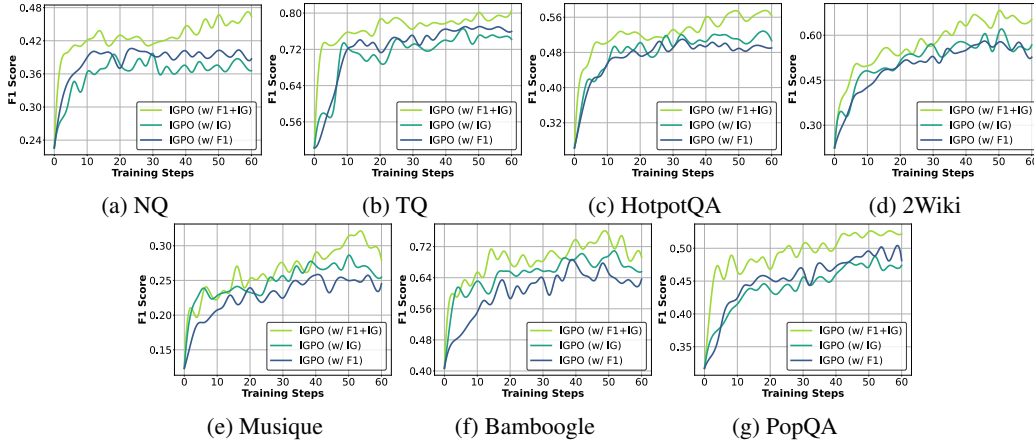 F1 Score
0.48
0.42
0.36
0.30
0.24
IGPO (w/ F1+IG)
IGPO (w/ IG)
IGPO (w/ F1)
0 10 20 30 40 50 60
Training Steps
(a) NQ
F1 Score
0.80
0.72
0.64
0.56
IGPO (w/ F1+IG)
IGPO (w/ IG)
IGPO (w/ F1)
0 10 20 30 40 50 60
Training Steps
(b) TQ
F1 Score
0.56
0.48
0.40
0.32
IGPO (w/ F1+IG)
IGPO (w/ IG)
IGPO (w/ F1)
0 10 20 30 40 50 60
Training Steps
(c) HotpotQA
F1 Score
0.60
0.45
0.30
IGPO (w/ F1+IG)
IGPO (w/ IG)
IGPO (w/ F1)
0 10 20 30 40 50 60
Training Steps
(d) 2Wiki
F1 Score
0.30
0.25
0.20
0.15
IGPO (w/ F1+IG)
IGPO (w/ IG)
IGPO (w/ F1)
0 10 20 30 40 50 60
Training Steps
(e) Musique
F1 Score
0.72
0.64
0.56
0.48
0.40
IGPO (w/ F1+IG)
IGPO (w/ IG)
IGPO (w/ F1)
0 10 20 30 40 50 60
Training Steps
(f) Bamboogle
F1 Score
0.50
0.45
0.40
0.35
IGPO (w/ F1+IG)
IGPO (w/ IG)
IGPO (w/ F1)
0 10 20 30 40 50 60
Training Steps
(g) PopQA